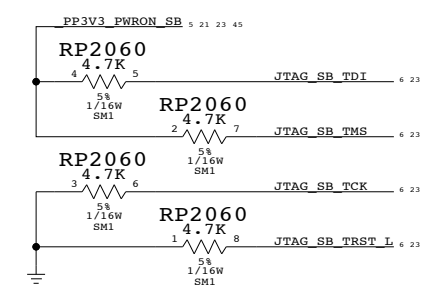 _PP3V3_PWRON_SB 5 21 23 45
RP2060
4.7K
4 5 JTAG_SB_TDI 6 23
5%
1/16W
SM1
RP2060
4.7K
2 7 JTAG_SB_TMS 6 23
5%
1/16W
SM1
RP2060
4.7K
3 6 JTAG_SB_TCK 6 23
5%
1/16W
SM1
RP2060
4.7K
1 8 JTAG_SB_TRST_L 6 23
5%
1/16W
SM1